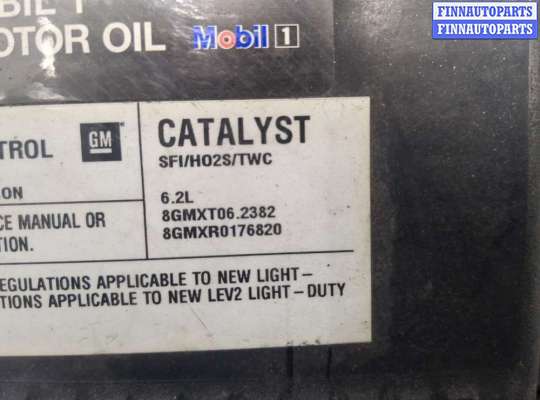 FINNAUTOPARTS
FINNAUTOPARTS
BIL 1
MOTOR OIL Mobil 1
TROL GM CATALYST
SFI/HO2S/TWC
ON 6.2L
CE MANUAL OR 8GMXT06.2382
TION. 8GMXR0176820
EGULATIONS APPLICABLE TO NEW LIGHT-
TIONS APPLICABLE TO NEW LEV2 LIGHT-DUTY